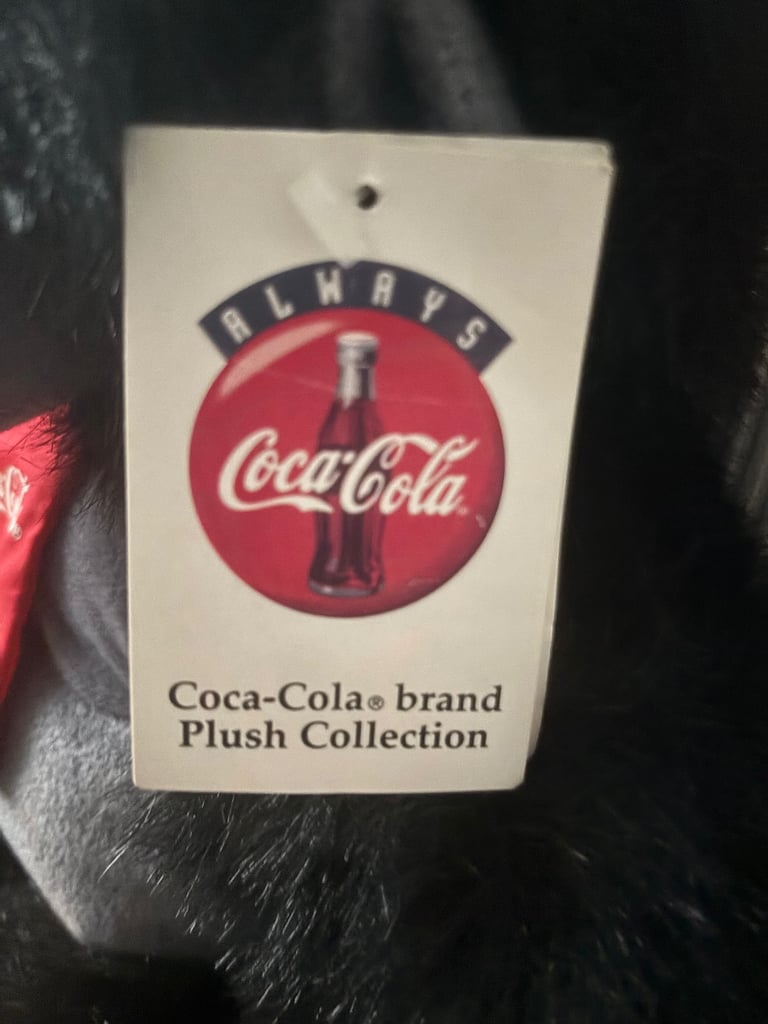 ALWAYS
Coca-Cola
Coca-Cola® brand
Plush Collection